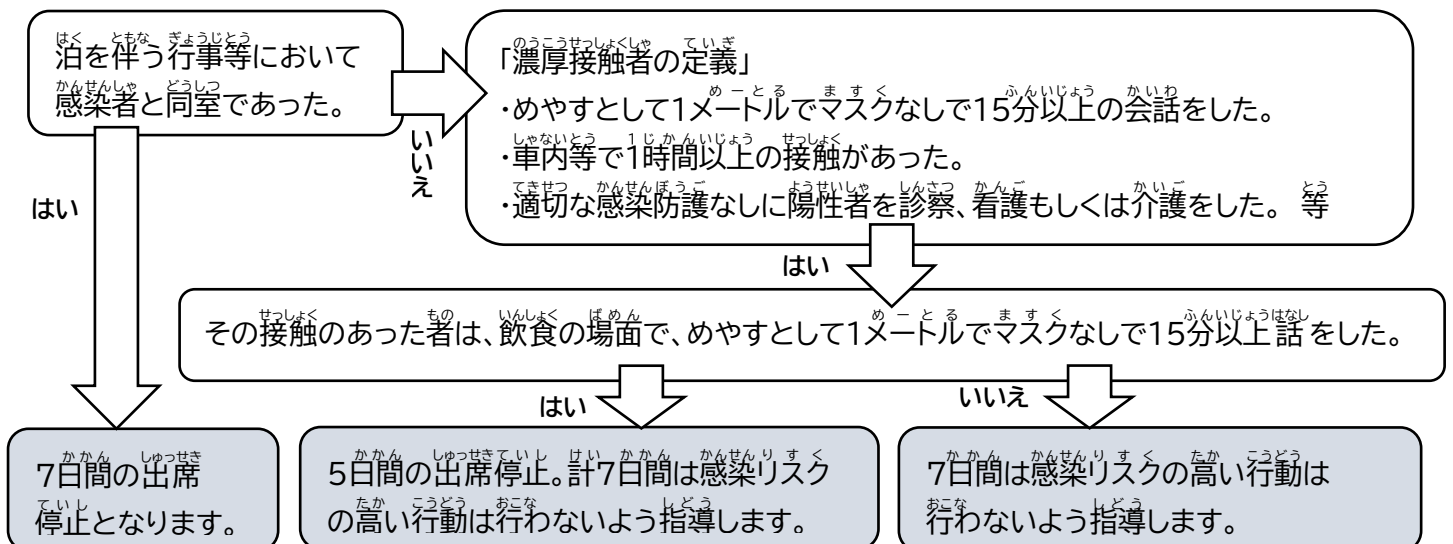 泊を伴う行事等において
感染者と同室であった。
「濃厚接触者の定義」
・めやすとして1メートルでマスクなしで15分以上の会話をした。
・車内等で1時間以上の接触があった。
・適切な感染防護なしに陽性者を診察、看護もしくは介護をした。 等
いいえ
はい
はい
その接触のあった者は、飲食の場面で、めやすとして1メートルでマスクなしで15分以上話をした。
はい
いいえ
7日間の出席
停止となります。
5日間の出席停止。計7日間は感染リスク
の高い行動は行わないよう指導します。
7日間は感染リスクの高い行動は
行わないよう指導します。